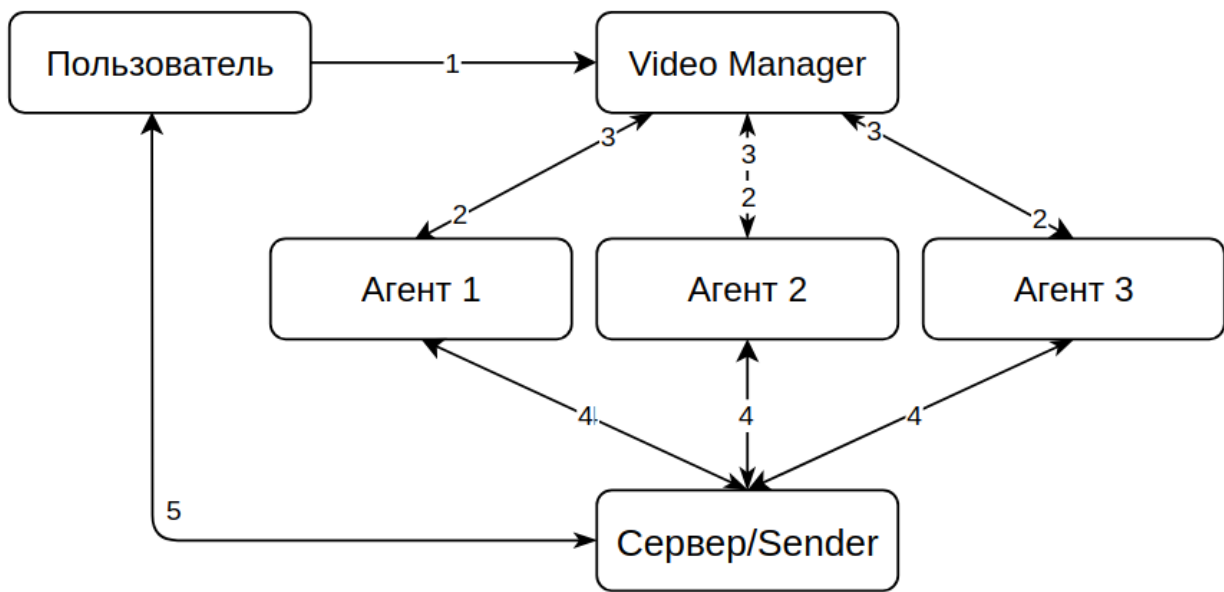 Пользователь
1
Video Manager
3
3
3
2
2
2
Агент 1
Агент 2
Агент 3
4
4
4
5
Сервер/Sender